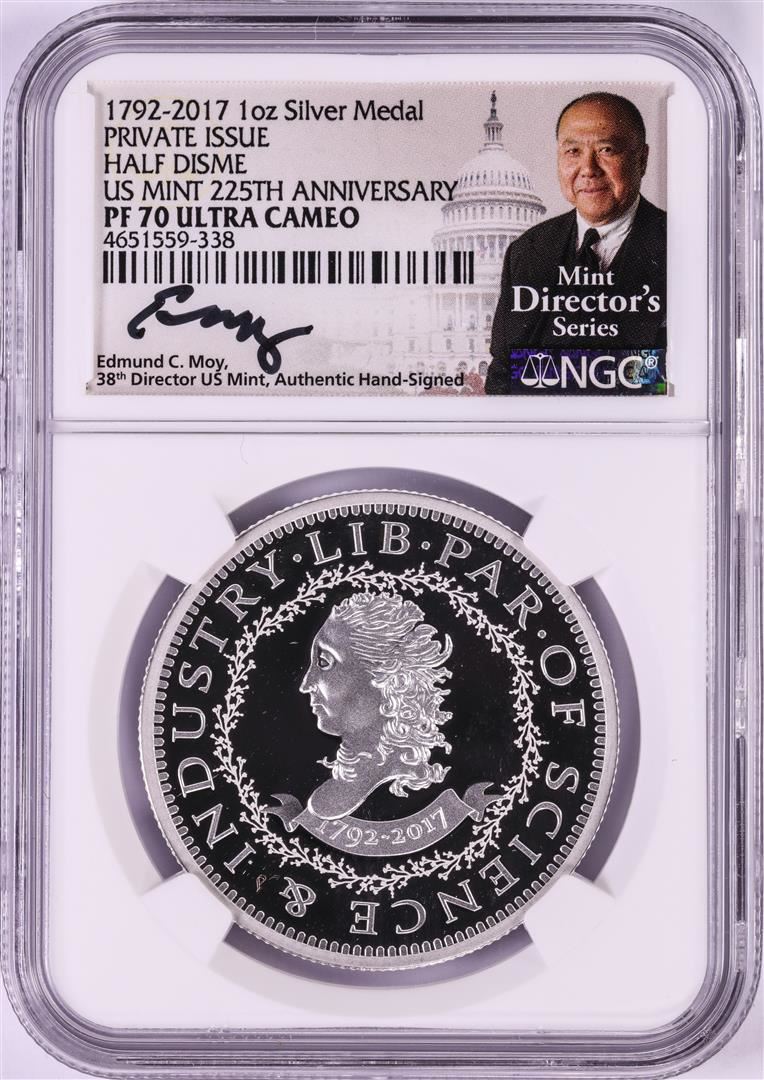 1792-2017 1oz Silver Medal
PRIVATE ISSUE
HALF DISME
US MINT 225TH ANNIVERSARY
PF 70 ULTRA CAMEO
4651559-338
Mint
Director's
Series
Edmund C. Moy,
38th Director US Mint, Authentic Hand-Signed
NGC®
LIB·PAR·OF SCIENCE & INDUSTRY·
1792-2017